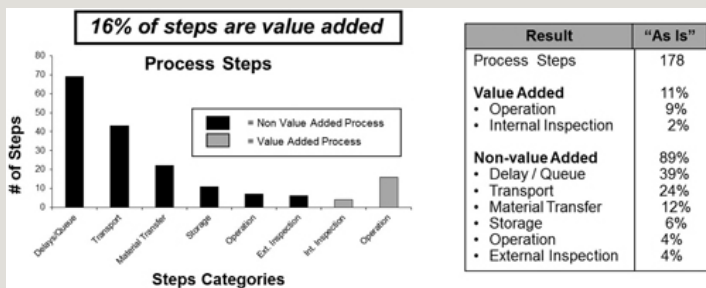 16% of steps are value added
Process Steps
# of Steps
80
70
60
50
40
30
20
10
0
= Non Value Added Process
= Value Added Process
Delays/Queue
Transport
Material Transfer
Storage
Operation
Ext. Inspection
Int. Inspection
Operation
Steps Categories
Result "As Is"
Process Steps 178
Value Added 11%
• Operation 9%
• Internal Inspection 2%
Non-value Added 89%
• Delay / Queue 39%
• Transport 24%
• Material Transfer 12%
• Storage 6%
• Operation 4%
• External Inspection 4%